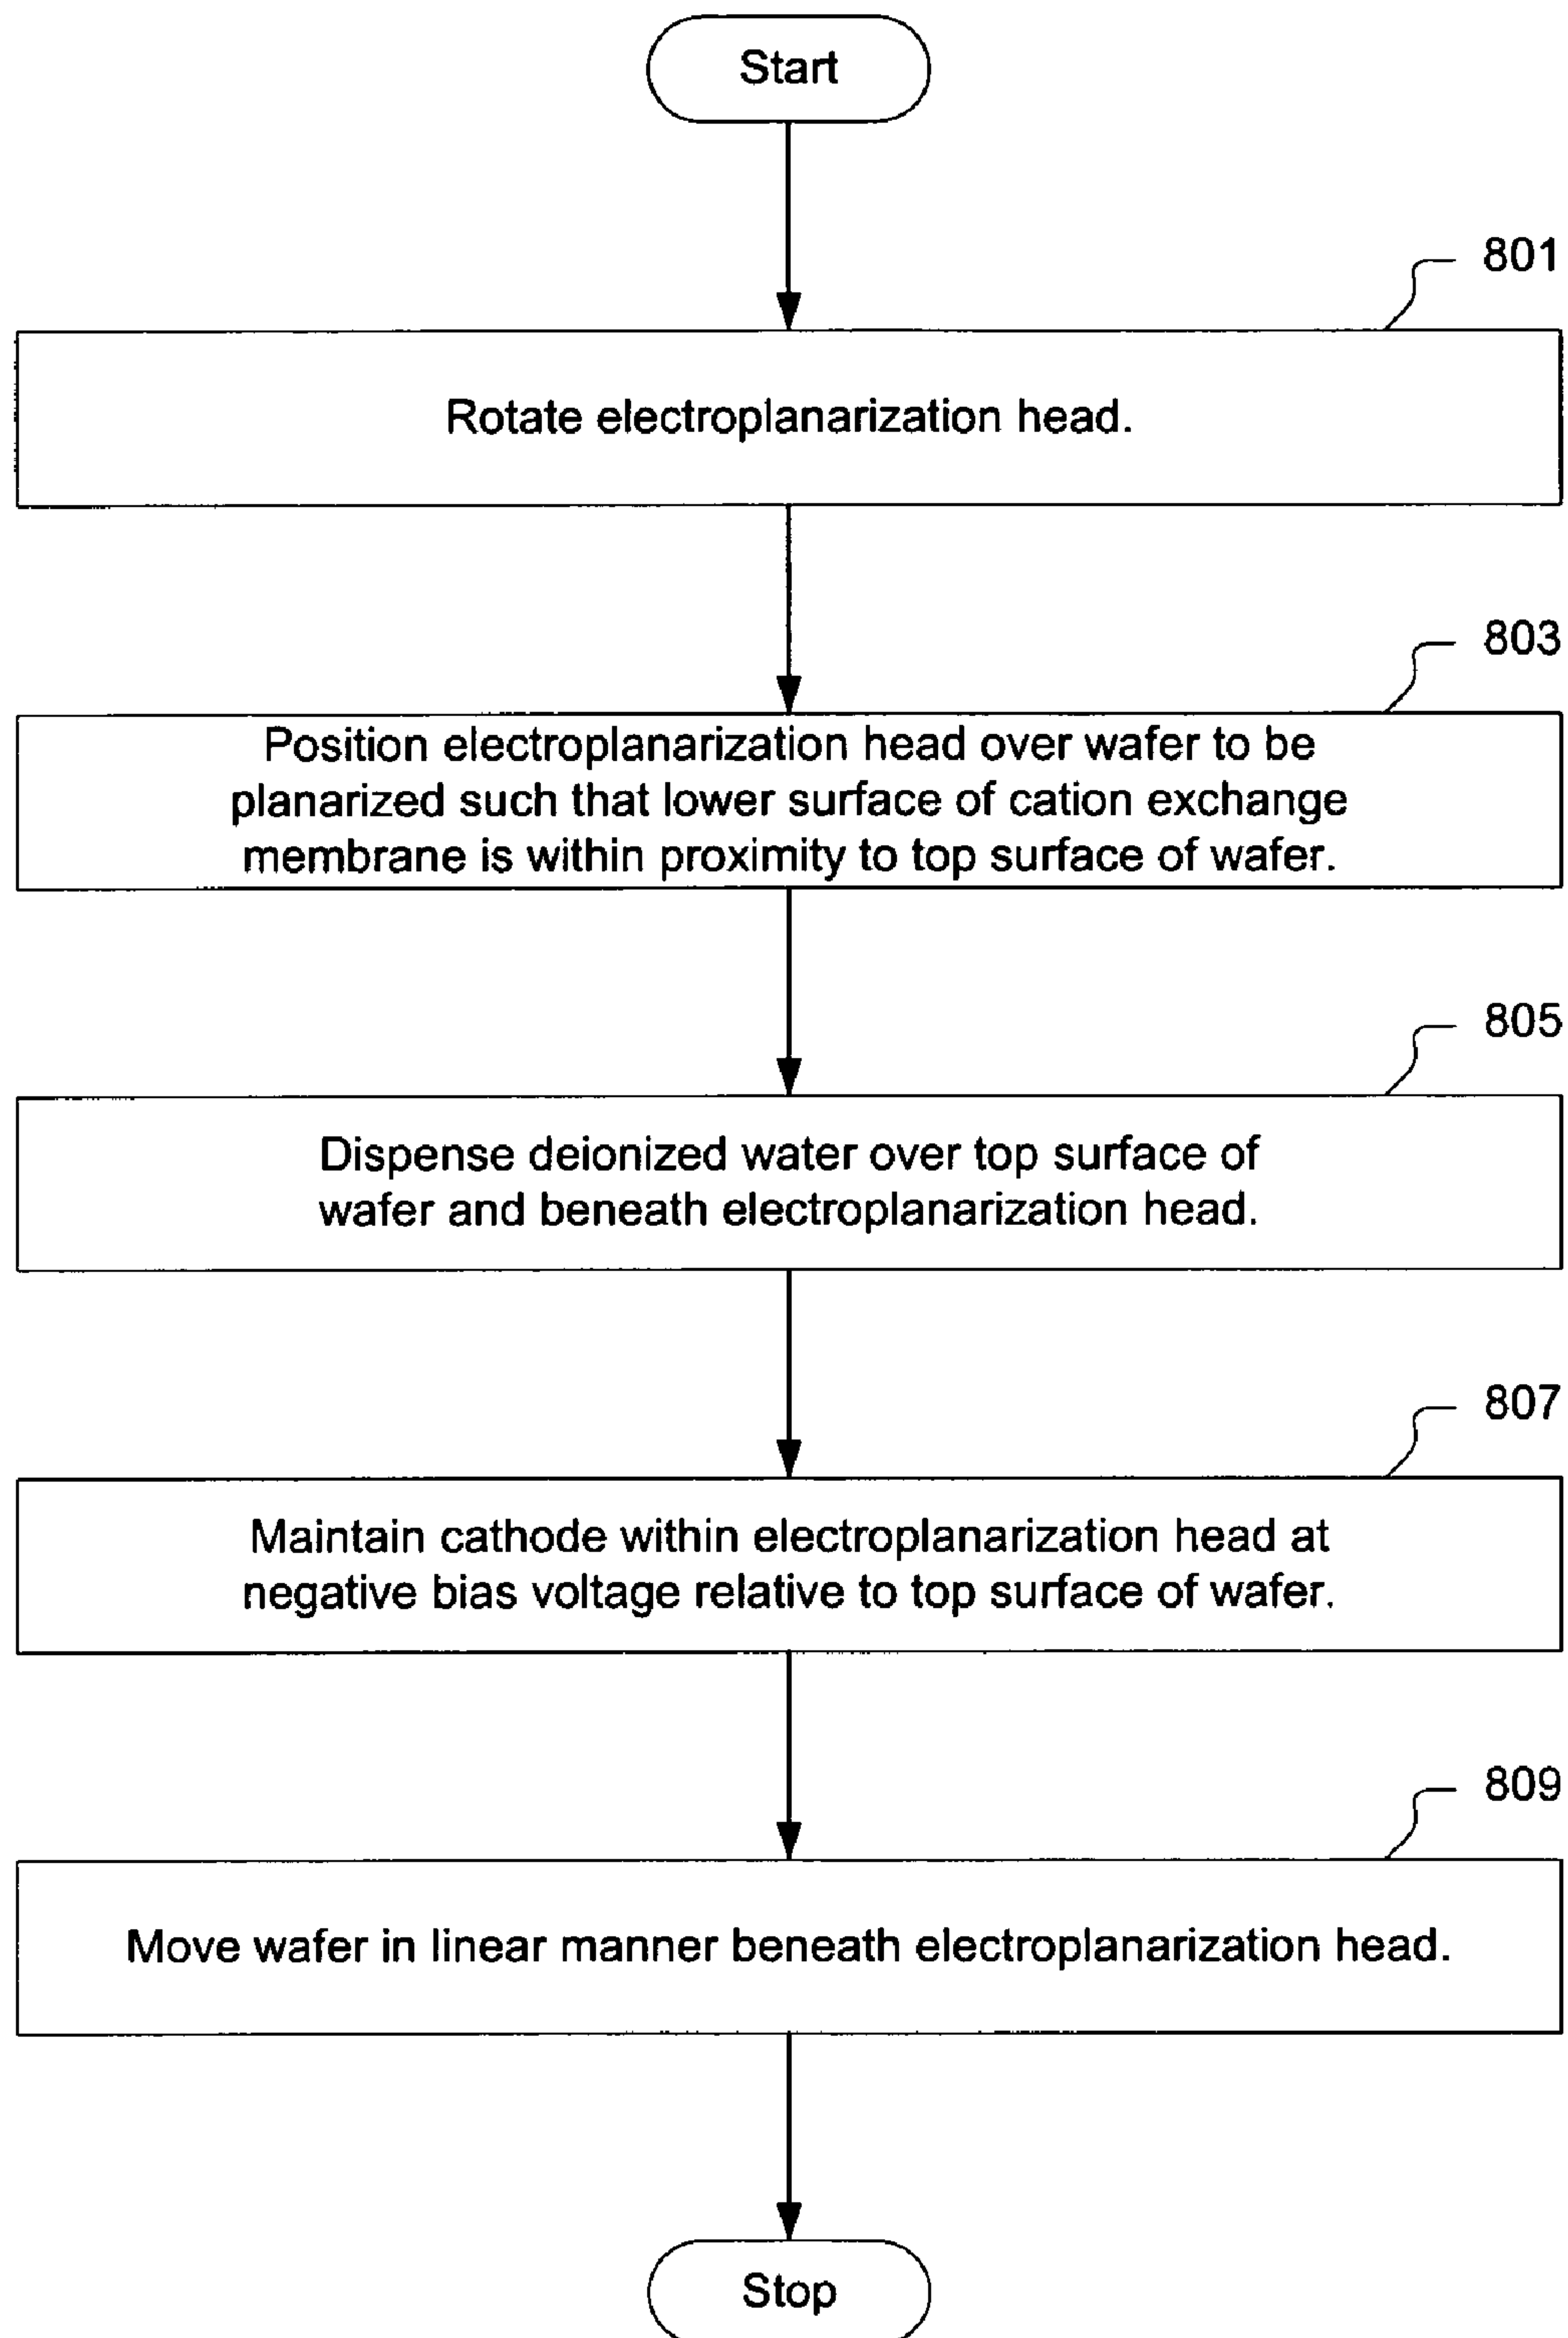 Start
801
Rotate electroplanarization head.
803
Position electroplanarization head over wafer to be
planarized such that lower surface of cation exchange
membrane is within proximity to top surface of wafer.
805
Dispense deionized water over top surface of
wafer and beneath electroplanarization head.
807
Maintain cathode within electroplanarization head at
negative bias voltage relative to top surface of wafer.
809
Move wafer in linear manner beneath electroplanarization head.
Stop